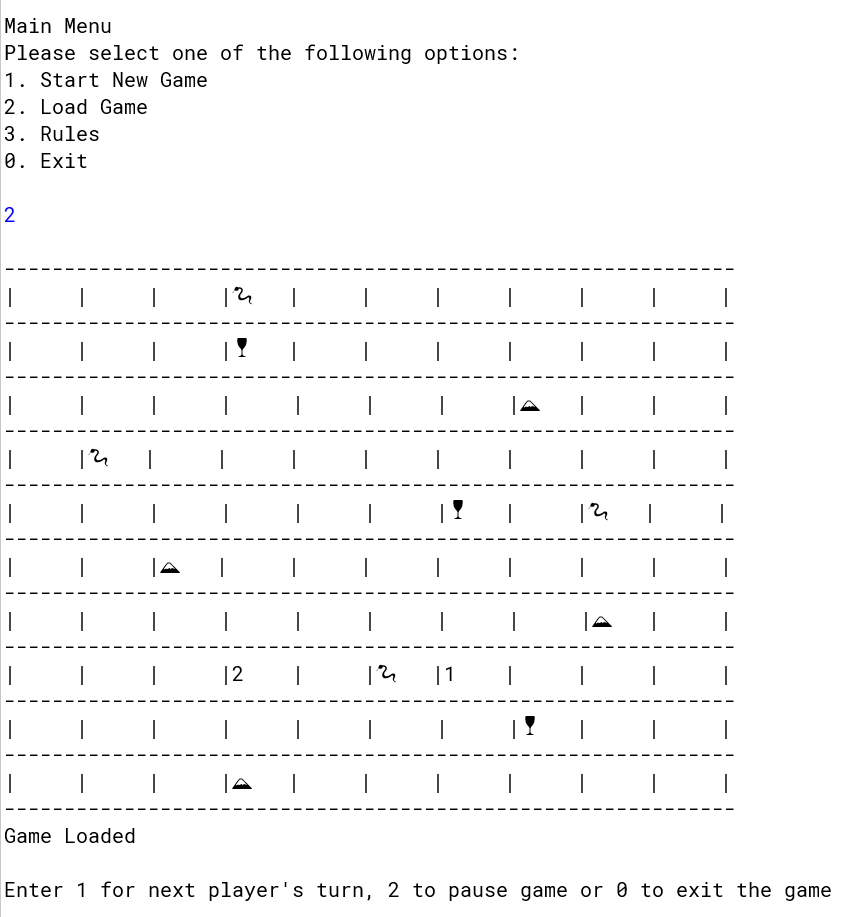 Main Menu
Please select one of the following options:
1. Start New Game
2. Load Game
3. Rules
0. Exit
2
2 1
Game Loaded
Enter 1 for next player's turn, 2 to pause game or 0 to exit the game